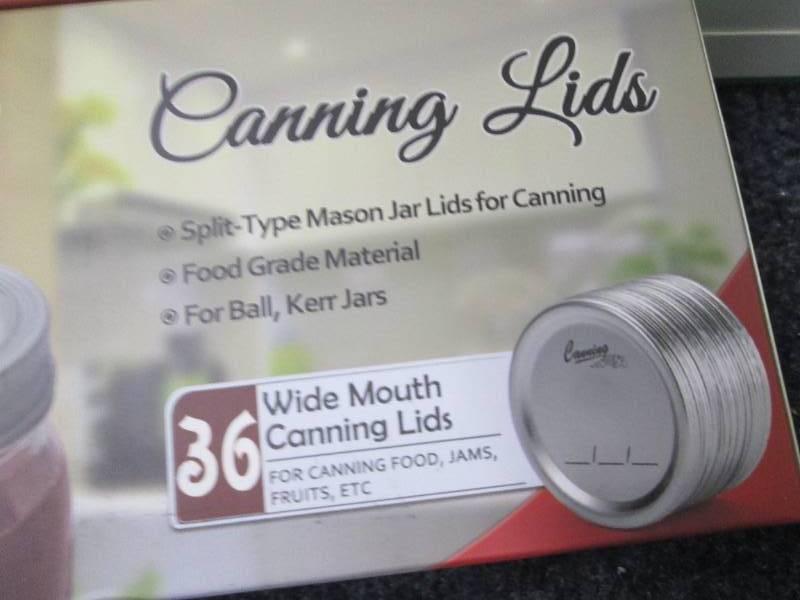 Canning Lids
Split-Type Mason Jar Lids for Canning
Food Grade Material
For Ball, Kerr Jars
36
Wide Mouth
Canning Lids
FOR CANNING FOOD, JAMS,
FRUITS, ETC
Canning